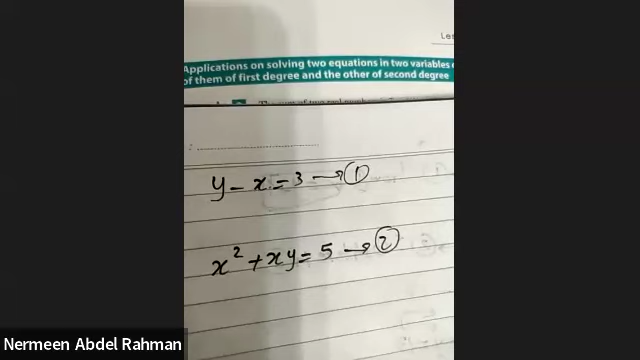 Les
Applications on solving two equations in two variables
of them of first degree and the other of second degree
y - x = 3 → ①
x² + xy = 5 → ②
Nermeen Abdel Rahman